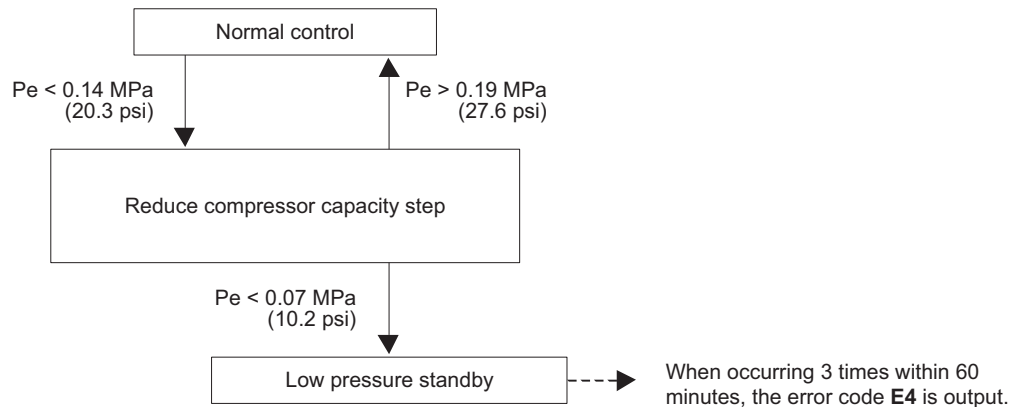 Normal control
Pe < 0.14 MPa
(20.3 psi)
Pe > 0.19 MPa
(27.6 psi)
Reduce compressor capacity step
Pe < 0.07 MPa
(10.2 psi)
Low pressure standby
When occurring 3 times within 60
minutes, the error code E4 is output.